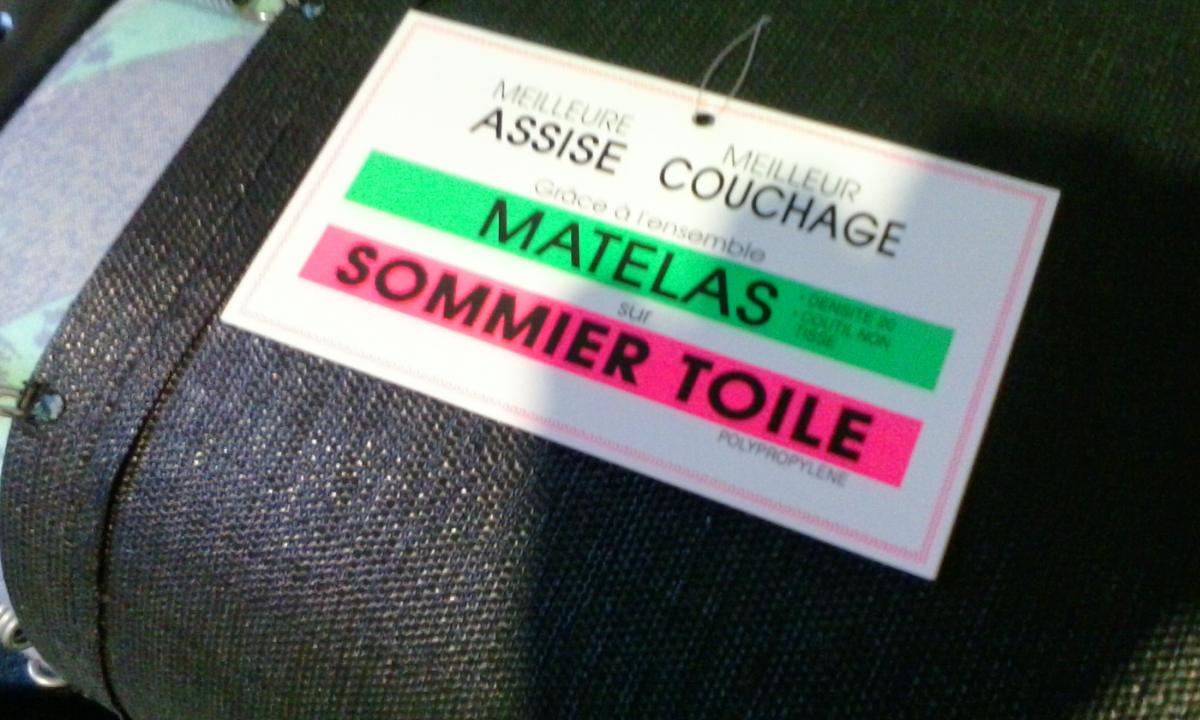 MEILLEURE
ASSISE
MEILLEUR
COUCHAGE
Grâce à l'ensemble
MATELAS
• DENSITE 20
• COUTIL NON
TISSE
sur
SOMMIER TOILE
POLYPROPYLENE